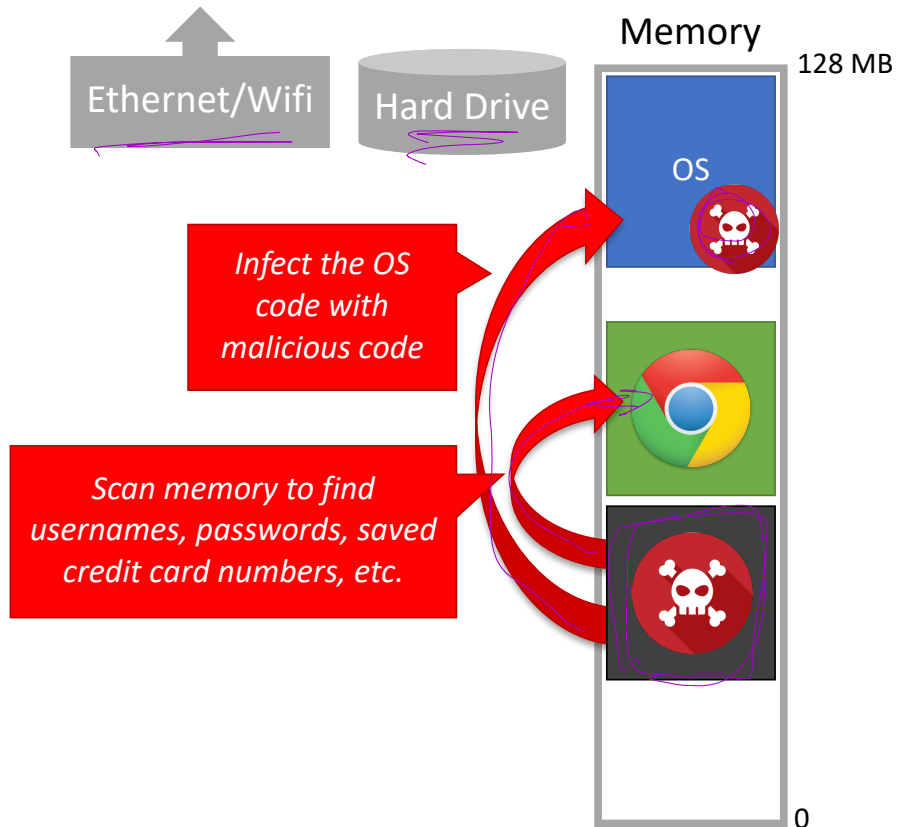 Memory
128 MB
Ethernet/Wifi
Hard Drive
OS
Infect the OS
code with
malicious code
Scan memory to find
usernames, passwords, saved
credit card numbers, etc.
0